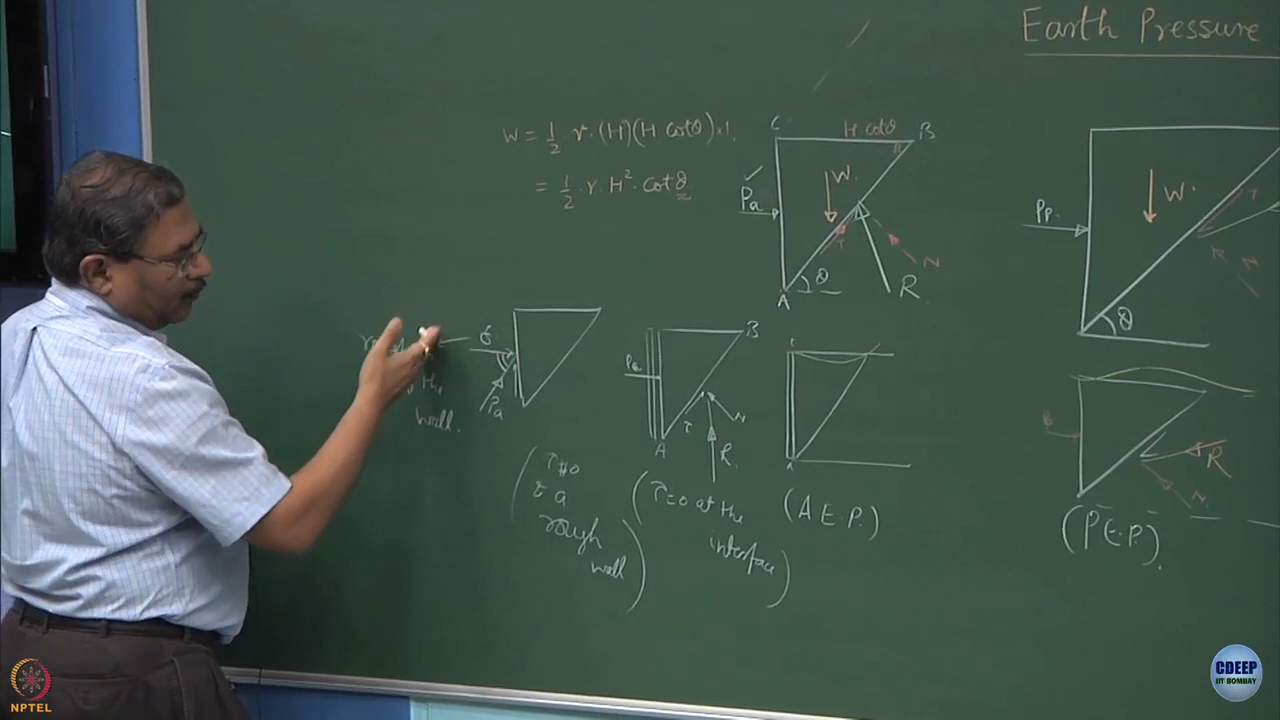 Earth Pressure
W = 1/2 . γ . (H)(H cotθ) × 1,
= 1/2 . γ . H² . cotθ
C
H cotθ
B
Pa
W.
T
N
A
θ
R
Pp.
W.
T
N
θ
the
wall.
Pa
(τ≠0
& a
rough
wall)
Pa
B
A
τ
N
R.
(τ=0 at the
interface)
(A E.P.)
R
N.
(P E.P.).
NPTEL
CDEEP
IIT BOMBAY